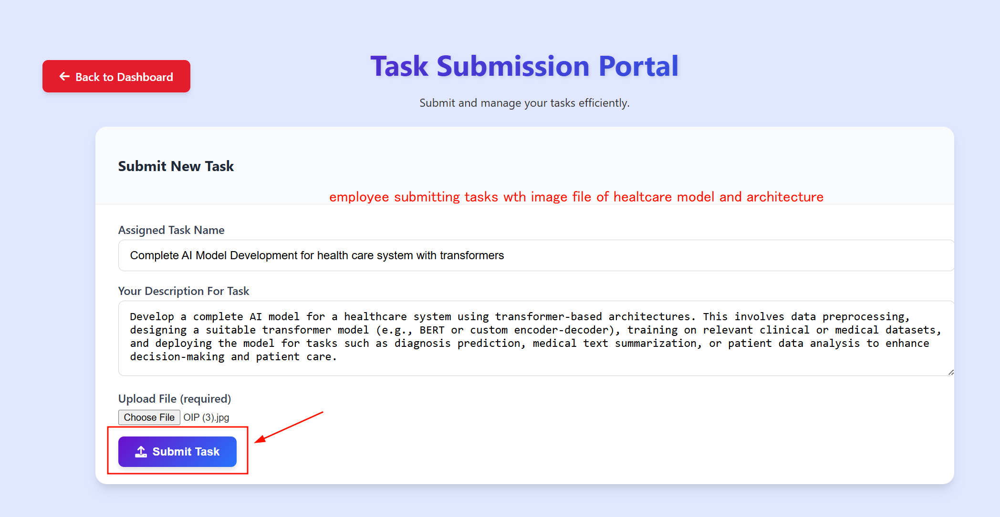 Back to Dashboard
Task Submission Portal
Submit and manage your tasks efficiently.
Submit New Task
employee submitting tasks wth image file of healtcare model and architecture
Assigned Task Name
Complete AI Model Development for health care system with transformers
Your Description For Task
Develop a complete AI model for a healthcare system using transformer-based architectures. This involves data preprocessing,
designing a suitable transformer model (e.g., BERT or custom encoder-decoder), training on relevant clinical or medical datasets,
and deploying the model for tasks such as diagnosis prediction, medical text summarization, or patient data analysis to enhance
decision-making and patient care.
Upload File (required)
Choose File OIP (3).jpg
Submit Task